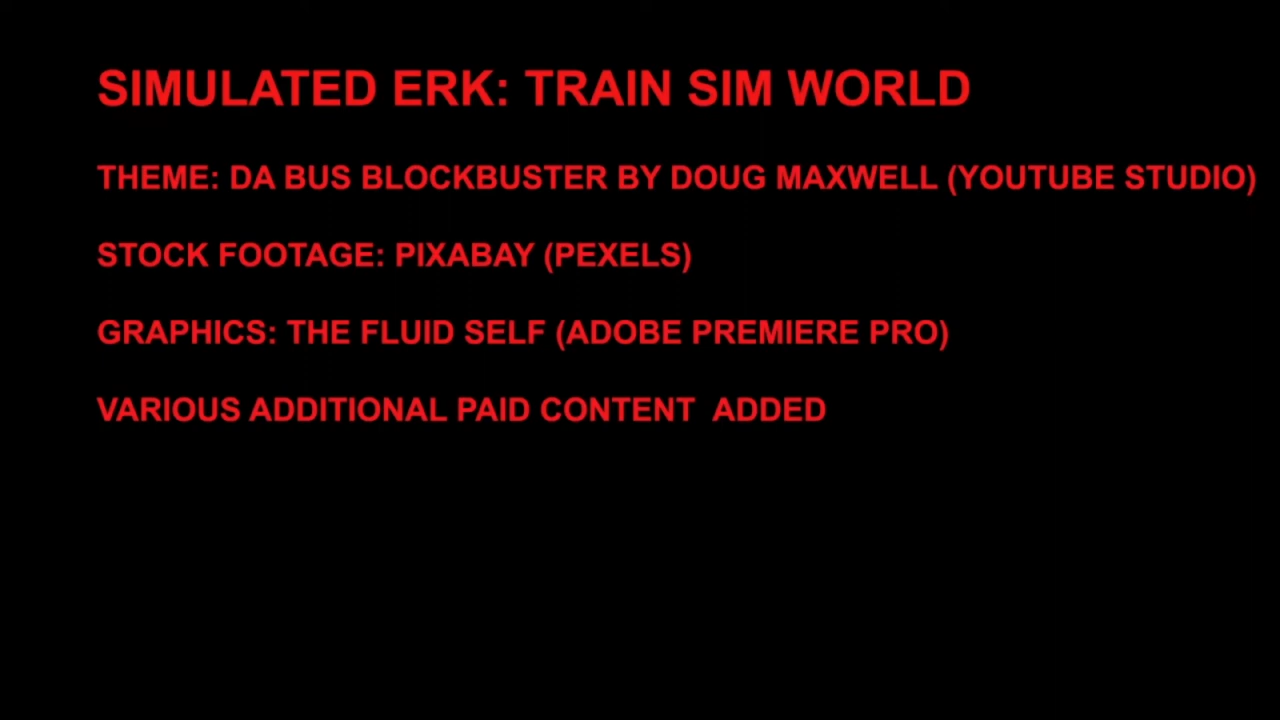 SIMULATED ERK: TRAIN SIM WORLD
THEME: DA BUS BLOCKBUSTER BY DOUG MAXWELL (YOUTUBE STUDIO)
STOCK FOOTAGE: PIXABAY (PEXELS)
GRAPHICS: THE FLUID SELF (ADOBE PREMIERE PRO)
VARIOUS ADDITIONAL PAID CONTENT  ADDED